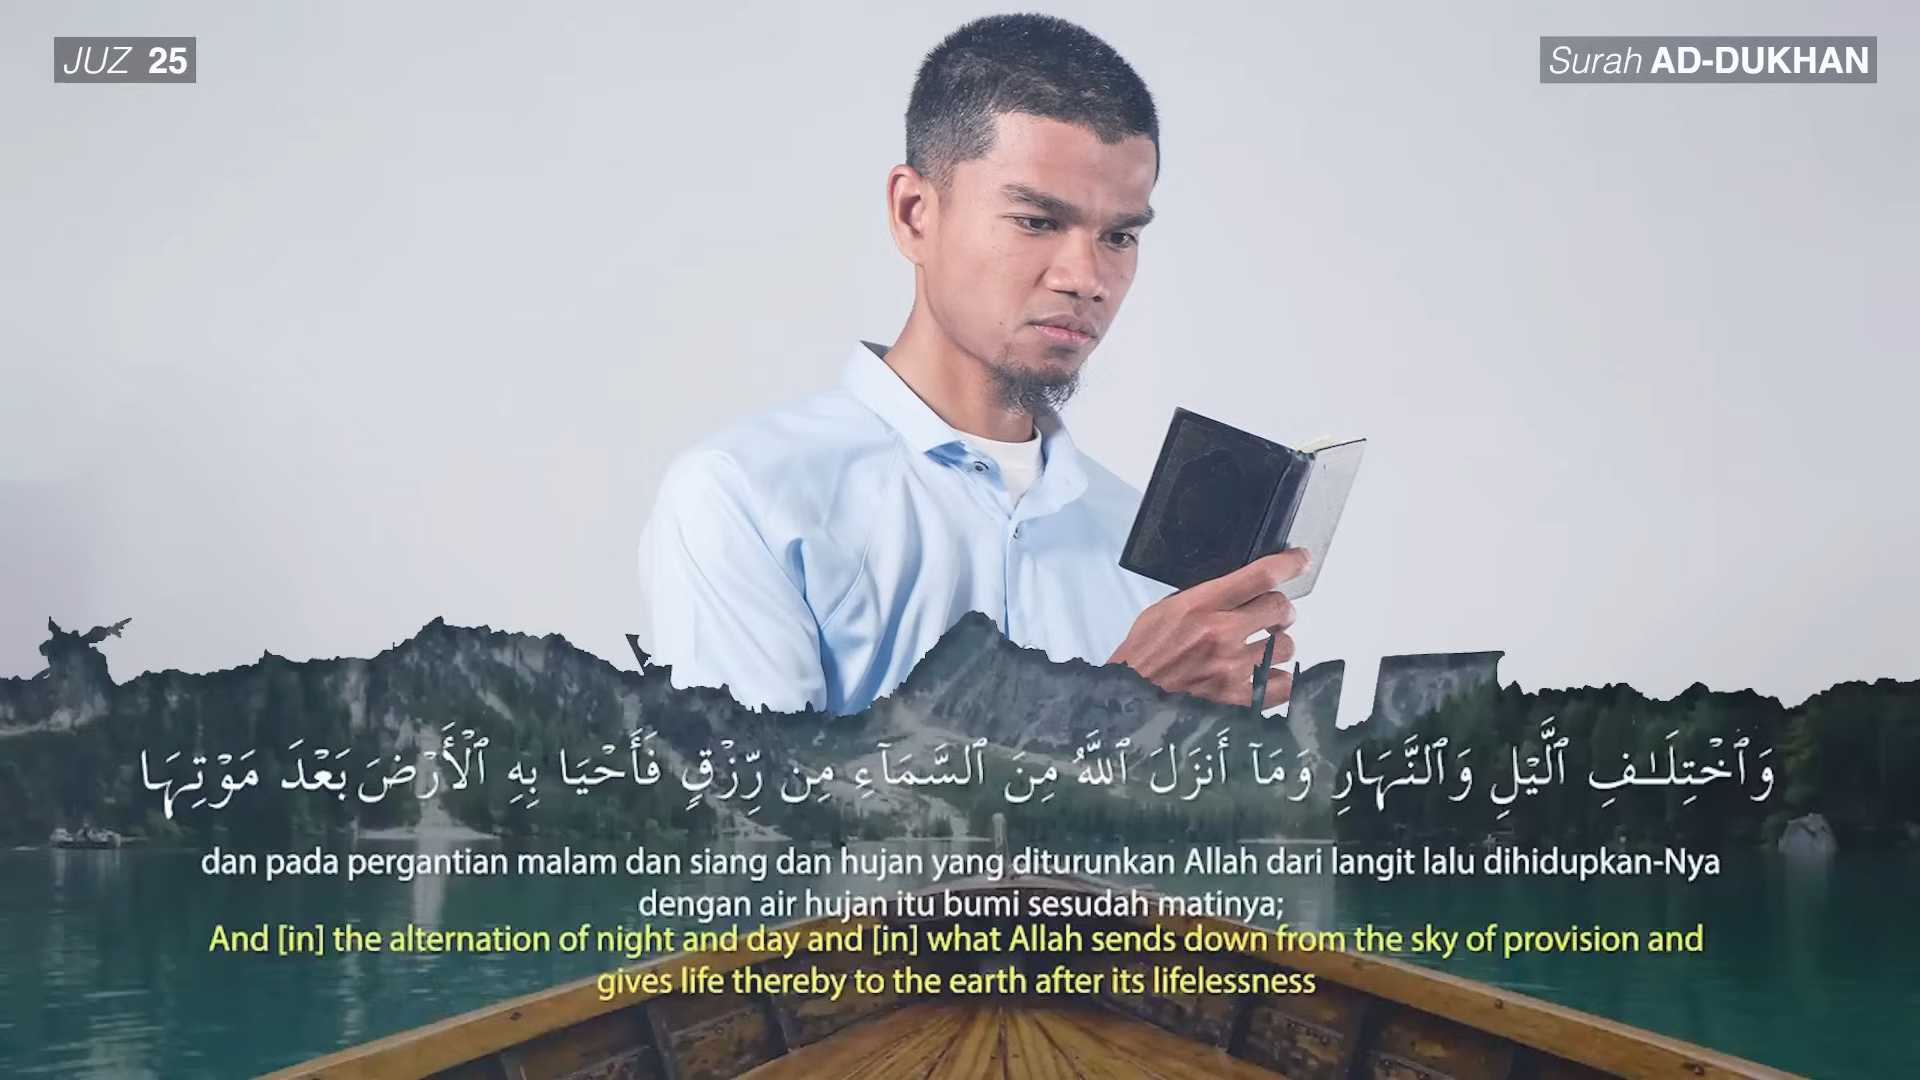 JUZ 25
Surah AD-DUKHAN
وَٱخْتِلَـٰفِ ٱلَّيْلِ وَٱلنَّهَارِ وَمَآ أَنزَلَ ٱللَّهُ مِنَ ٱلسَّمَآءِ مِن رِّزْقٍ فَأَحْيَا بِهِ ٱلْأَرْضَ بَعْدَ مَوْتِهَا
dan pada pergantian malam dan siang dan hujan yang diturunkan Allah dari langit lalu dihidupkan-Nya
dengan air hujan itu bumi sesudah matinya;
And [in] the alternation of night and day and [in] what Allah sends down from the sky of provision and
gives life thereby to the earth after its lifelessness